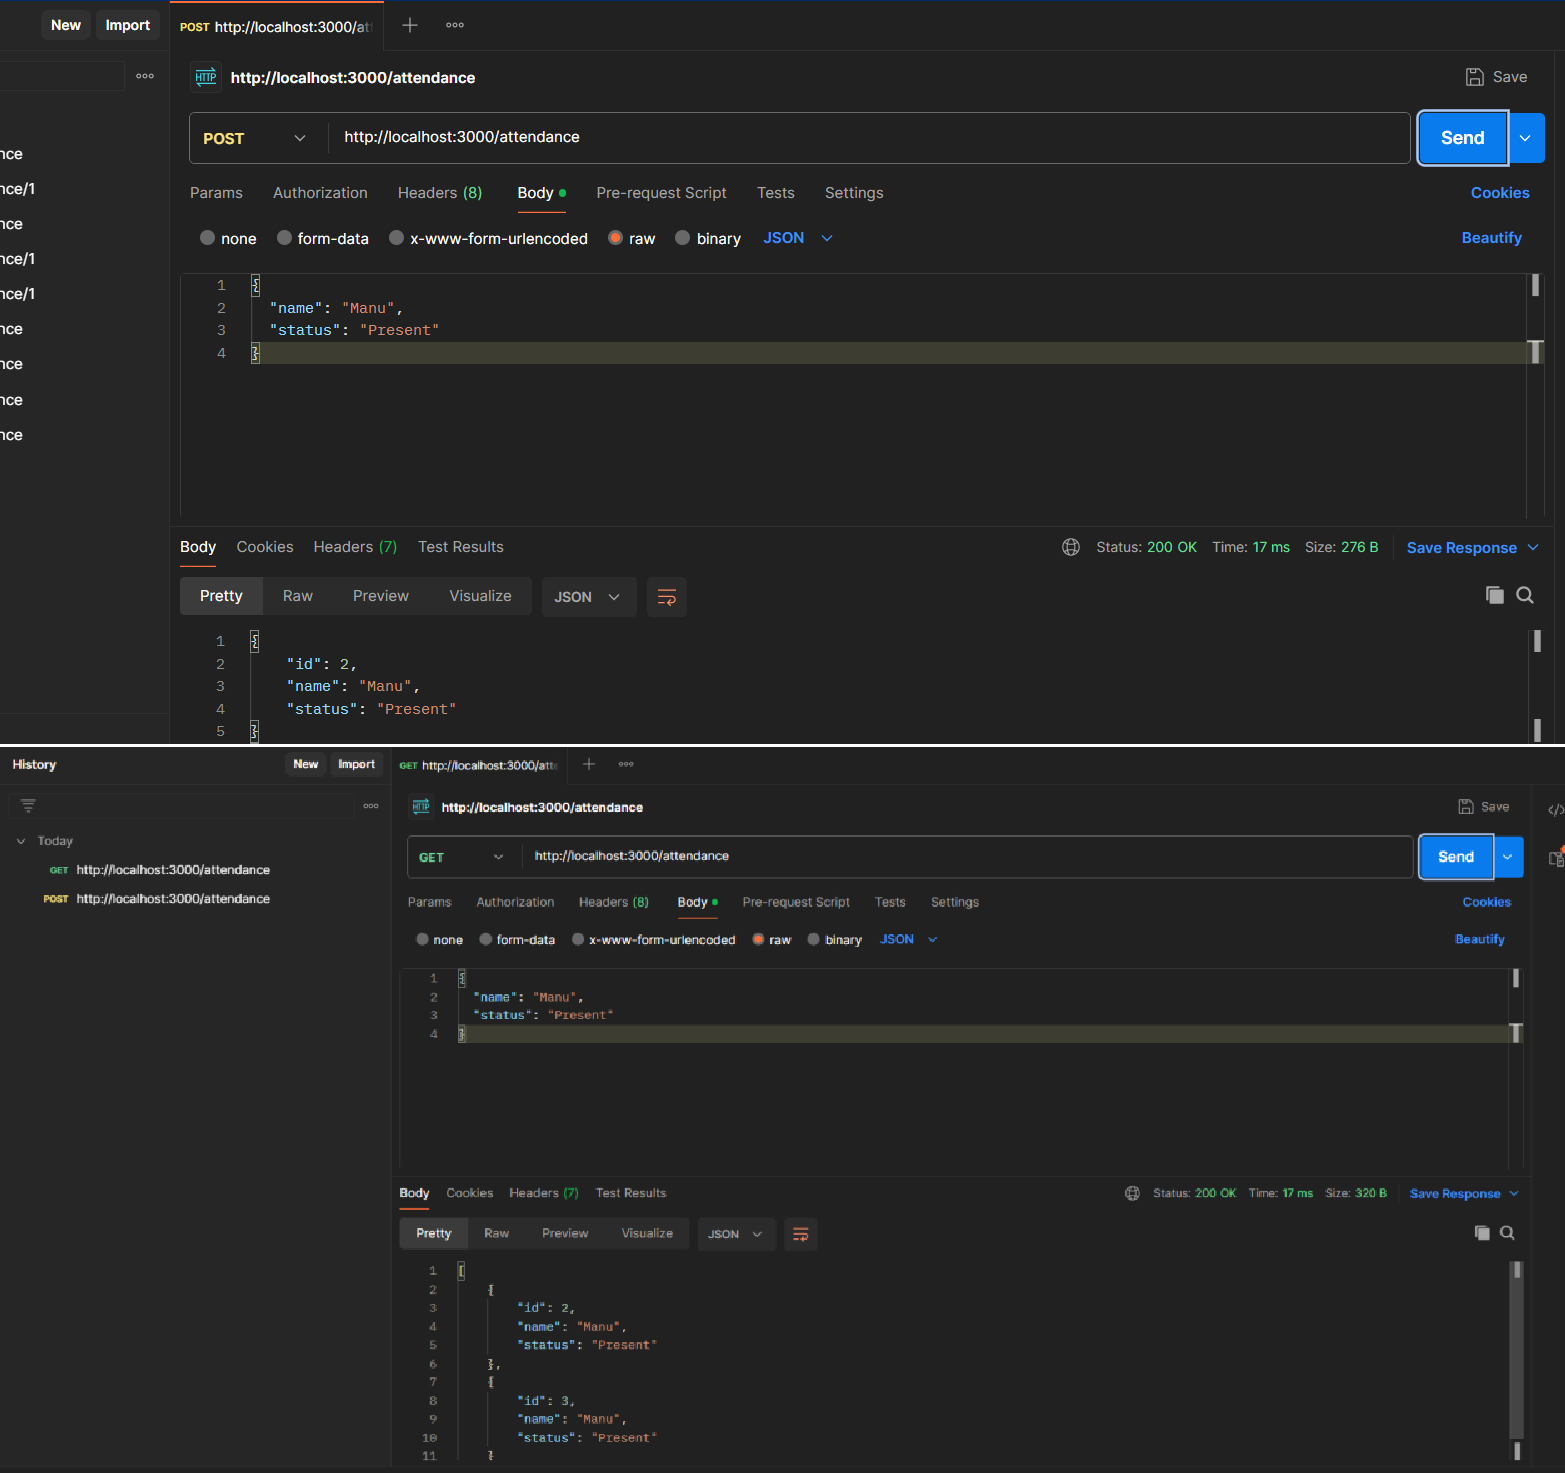 New Import POST http://localhost:3000/at
HTTP http://localhost:3000/attendance Save
POST http://localhost:3000/attendance Send
nce
nce/1
nce
nce/1
nce/1
nce
nce
nce
nce
Params Authorization Headers (8) Body Pre-request Script Tests Settings Cookies
none form-data x-www-form-urlencoded raw binary JSON Beautify
1 {
2 "name": "Manu",
3 "status": "Present"
4 }
Body Cookies Headers (7) Test Results Status: 200 OK Time: 17 ms Size: 276 B Save Response
Pretty Raw Preview Visualize JSON
1 {
2 "id": 2,
3 "name": "Manu",
4 "status": "Present"
5 }
History New Import GET http://localhost:3000/att
HTTP http://localhost:3000/attendance Save
Today
GET http://localhost:3000/attendance
POST http://localhost:3000/attendance
GET http://localhost:3000/attendance Send
Params Authorization Headers (8) Body Pre-request Script Tests Settings Cookies
none form-data x-www-form-urlencoded raw binary JSON Beautify
1 {
2 "name": "Manu",
3 "status": "Present"
4 }
Body Cookies Headers (7) Test Results Status: 200 OK Time: 17 ms Size: 320 B Save Response
Pretty Raw Preview Visualize JSON
1 [
2 {
3 "id": 2,
4 "name": "Manu",
5 "status": "Present"
6 },
7 {
8 "id": 3,
9 "name": "Manu",
10 "status": "Present"
11 }